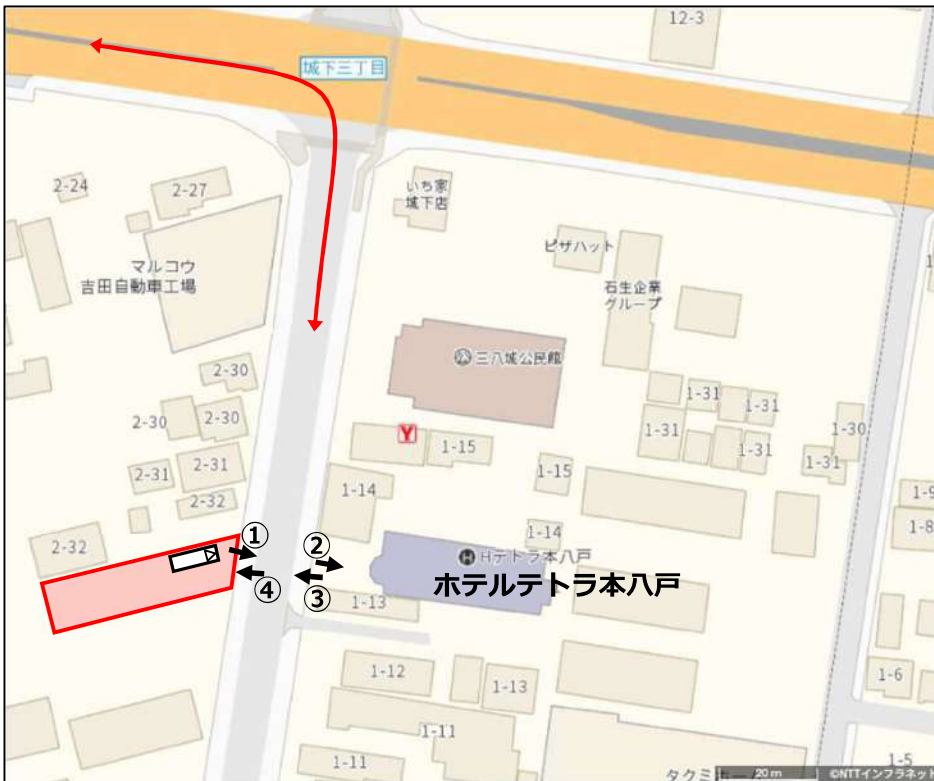 12-3
城下三丁目
2-24
2-27
いち家
城下店
マルコウ
吉田自動車工場
ピザハット
石生企業
グループ
三八城公民館
2-30
2-30
2-30
1-31
1-31
1-31
1-31
1-31
1-30
1-15
1-15
2-31
2-31
2-32
1-14
1-14
2-32
1-9
1-8
①
②
③
④
Hテトラ本八戸
ホテルテトラ本八戸
1-13
1-12
1-13
1-11
1-11
1-6
1-5
20m
©NTTインフラネット